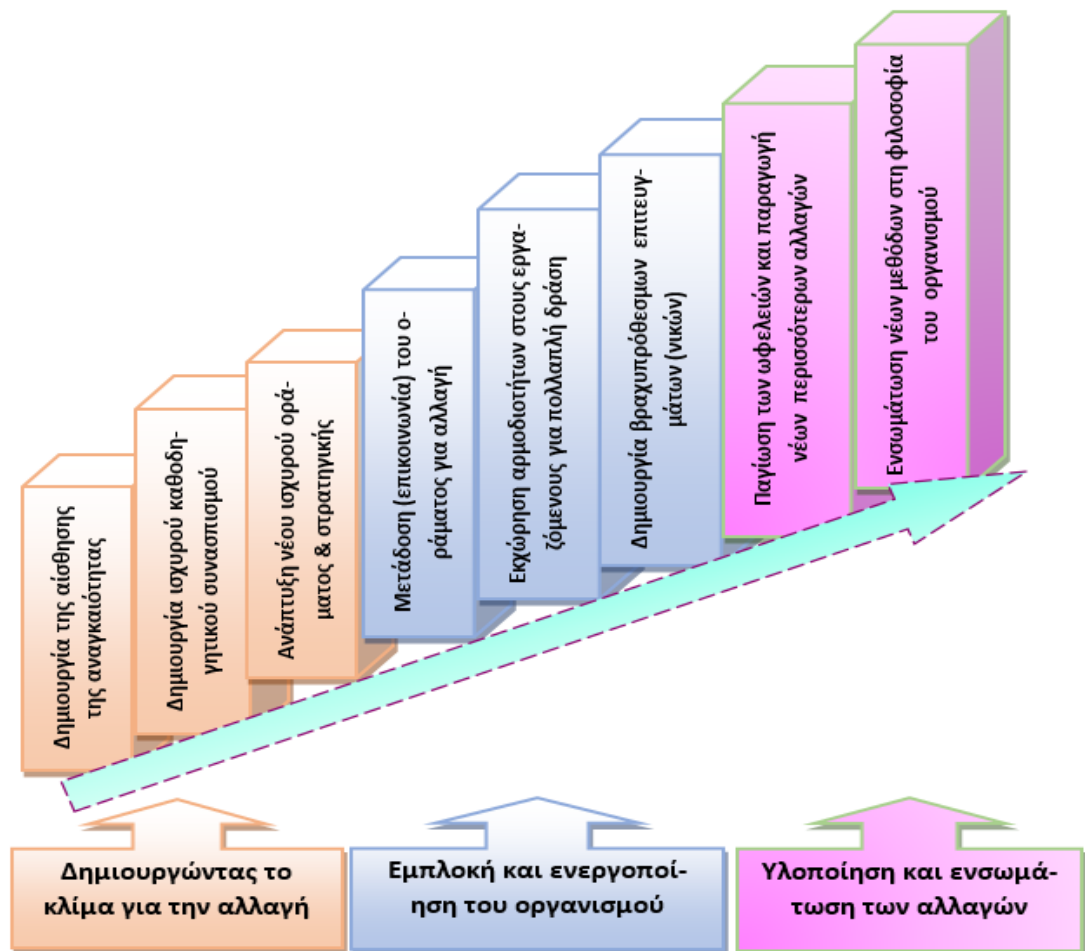 Δημιουργία της αίσθησης
της αναγκαιότητας
Δημιουργία ισχυρού καθοδη-
γητικού συνασπισμού
Ανάπτυξη νέου ισχυρού ορά-
ματος & στρατηγικής
Μετάδοση (επικοινωνία) του ο-
ράματος για αλλαγή
Εκχώρηση αρμοδιοτήτων στους εργα-
ζόμενους για πολλαπλή δράση
Δημιουργία βραχυπρόθεσμων επιτευγ-
μάτων (νικών)
Παγίωση των ωφελειών και παραγωγή
νέων περισσότερων αλλαγών
Ενσωμάτωση νέων μεθόδων στη φιλοσοφία
του οργανισμού
Δημιουργώντας το
κλίμα για την αλλαγή
Εμπλοκή και ενεργοποί-
ηση του οργανισμού
Υλοποίηση και ενσωμά-
τωση των αλλαγών